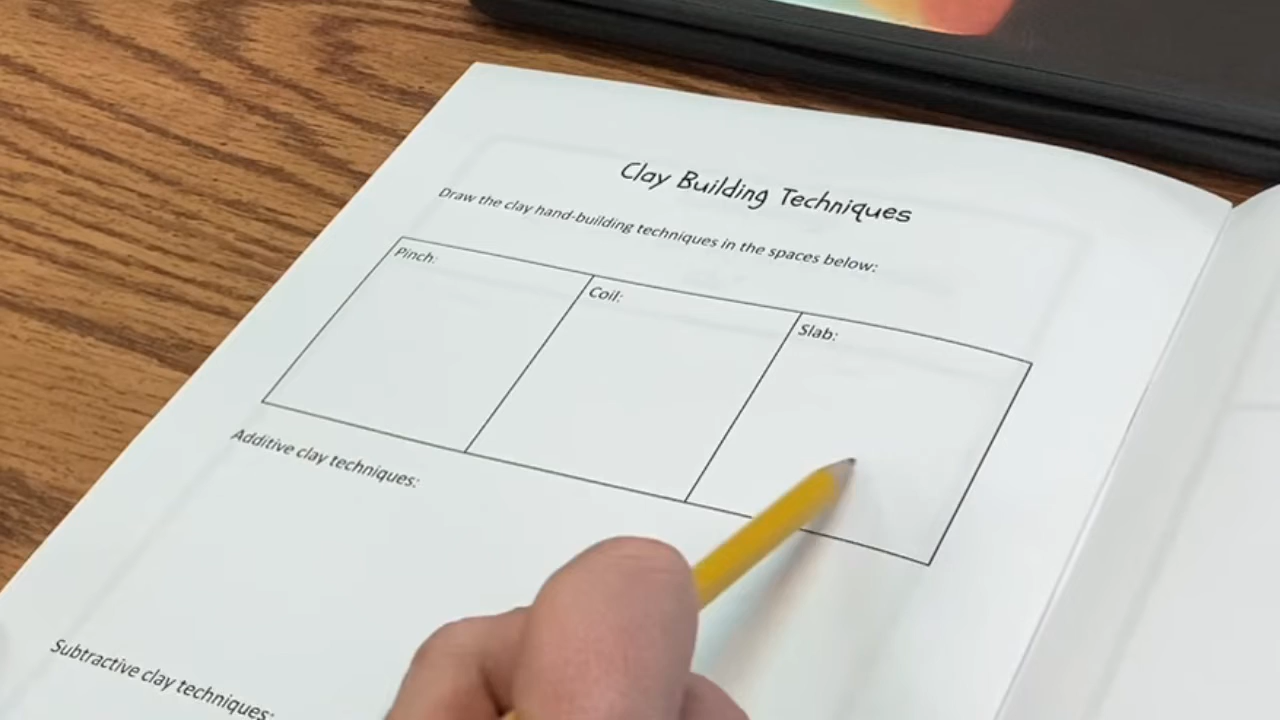 Clay Building Techniques
Draw the clay hand-building techniques in the spaces below:
Pinch:
Coil:
Slab:
Additive clay techniques:
Subtractive clay techniques: